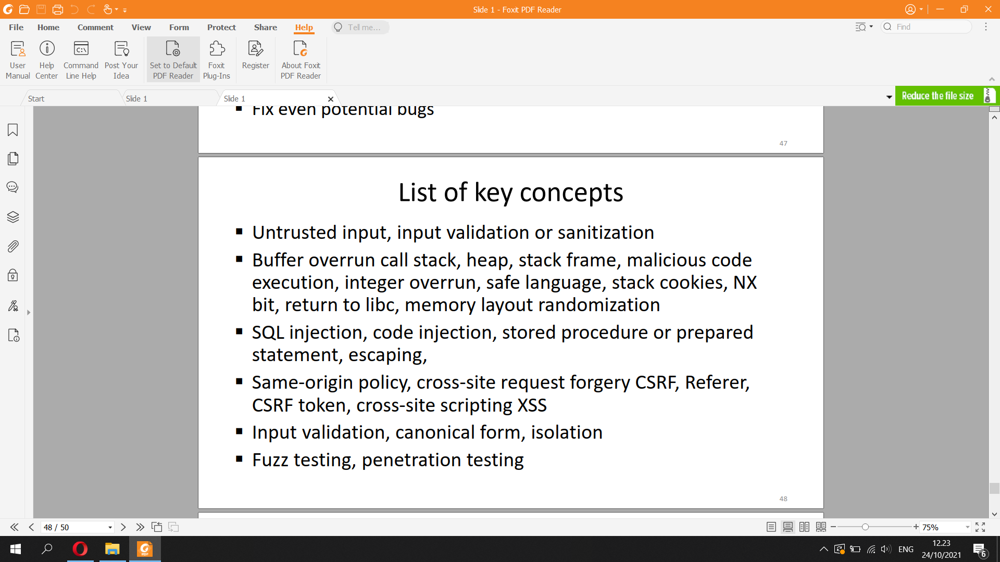 Slide 1 - Foxit PDF Reader
File Home Comment View Form Protect Share Help Tell me... Find
User Manual
Help Center
C:\
Command Line Help
Post Your Idea
Set to Default PDF Reader
Foxit Plug-Ins
Register
About Foxit PDF Reader
Start Slide 1 Slide 1 Reduce the file size
▪ Fix even potential bugs
47
List of key concepts
▪ Untrusted input, input validation or sanitization
▪ Buffer overrun call stack, heap, stack frame, malicious code
execution, integer overrun, safe language, stack cookies, NX
bit, return to libc, memory layout randomization
▪ SQL injection, code injection, stored procedure or prepared
statement, escaping,
▪ Same-origin policy, cross-site request forgery CSRF, Referer,
CSRF token, cross-site scripting XSS
▪ Input validation, canonical form, isolation
▪ Fuzz testing, penetration testing
48
48 / 50 75%
PDF
ENG
12.23
24/10/2021
6